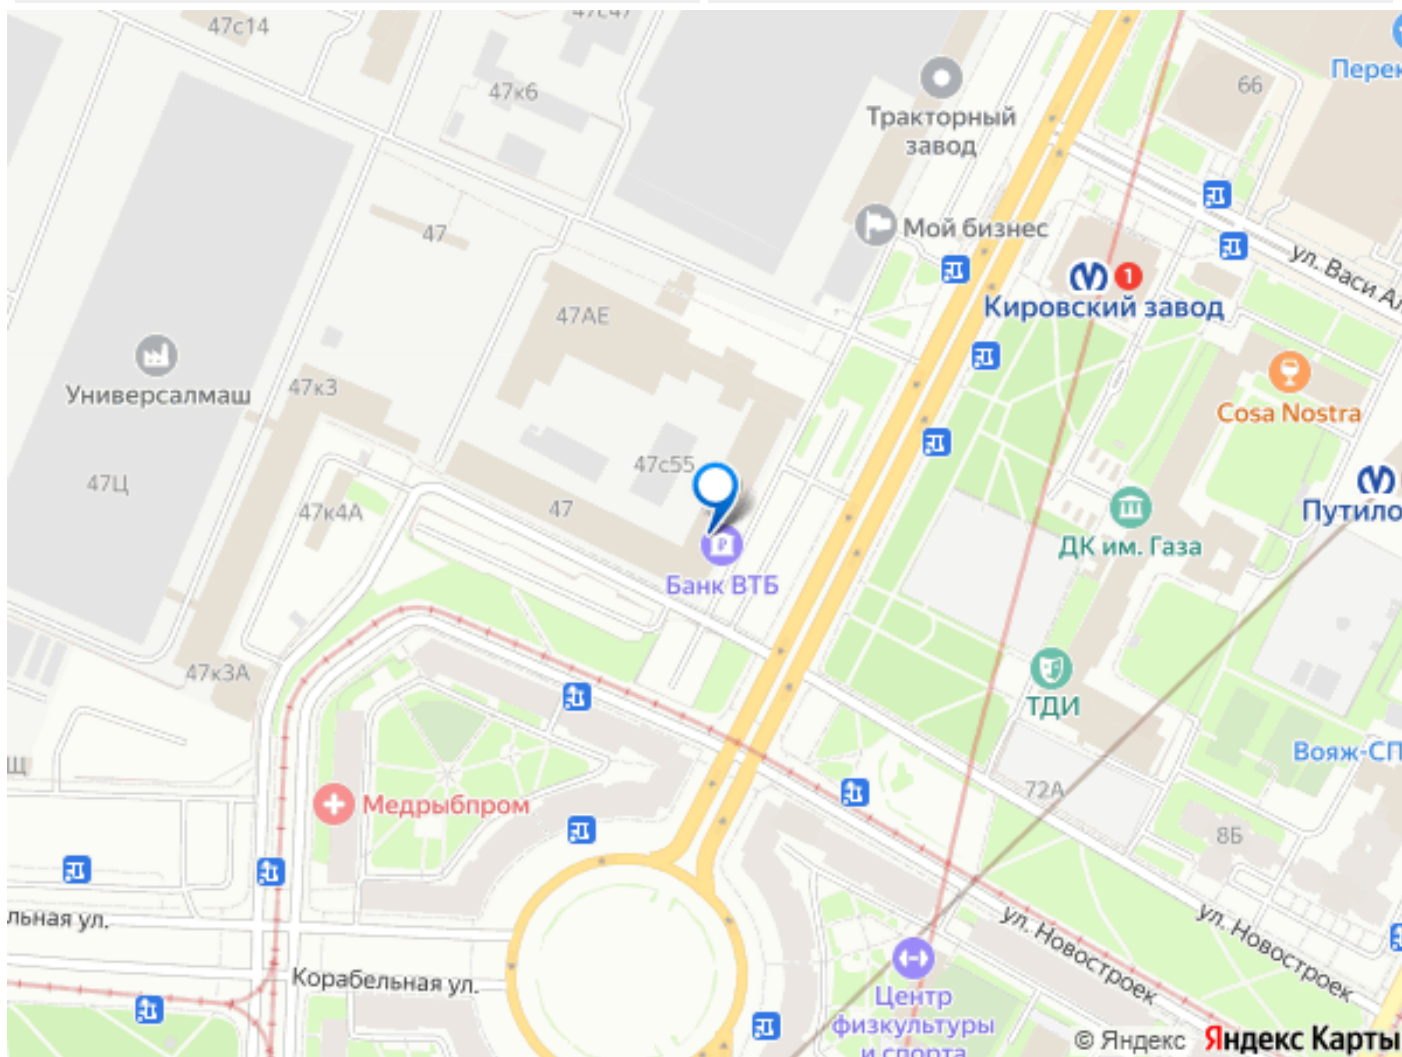 47с14
47с47
47к6
66
Перек
Тракторный
завод
47
Мой бизнес
ул. Васи Ал
1
Кировский завод
47АЕ
Универсалмаш
47к3
Cosa Nostra
47Ц
47с55
47к4А
47
Путило
ДК им. Газа
Банк ВТБ
47к3А
ТДИ
Вояж-СП
Щ
72А
Медрыбпром
8Б
льная ул.
ул. Новостроек
ул. Новостроек
Корабельная ул.
Центр
физкультуры
и спорта
© Яндекс Яндекс Карты